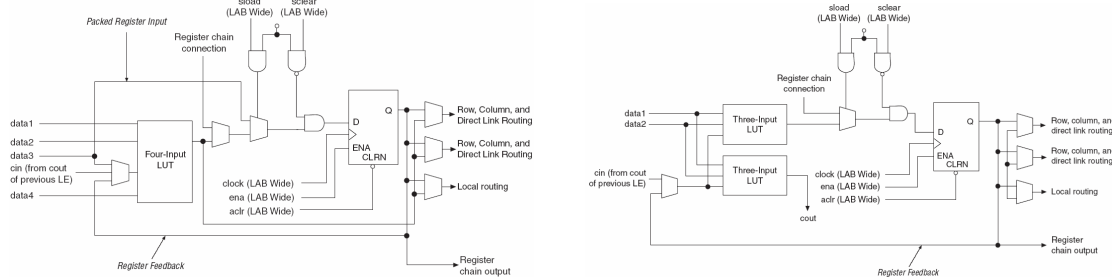 sload
(LAB Wide)
sclear
(LAB Wide)
Packed Register Input
Register chain
connection
data1
data2
data3
cin (from cout
of previous LE)
data4
Four-Input
LUT
clock (LAB Wide)
ena (LAB Wide)
aclr (LAB Wide)
Q
D
ENA
CLRN
Row, Column, and
Direct Link Routing
Row, Column, and
Direct Link Routing
Local routing
Register Feedback
Register
chain output
sload
(LAB Wide)
sclear
(LAB Wide)
Register chain
connection
data1
data2
cin (from cout
of previous LE)
Three-Input
LUT
Three-Input
LUT
cout
clock (LAB Wide)
ena (LAB Wide)
aclr (LAB Wide)
Q
D
ENA
CLRN
Row, column, and
direct link routing
Row, column, and
direct link routing
Local routing
Register
chain output
Register Feedback